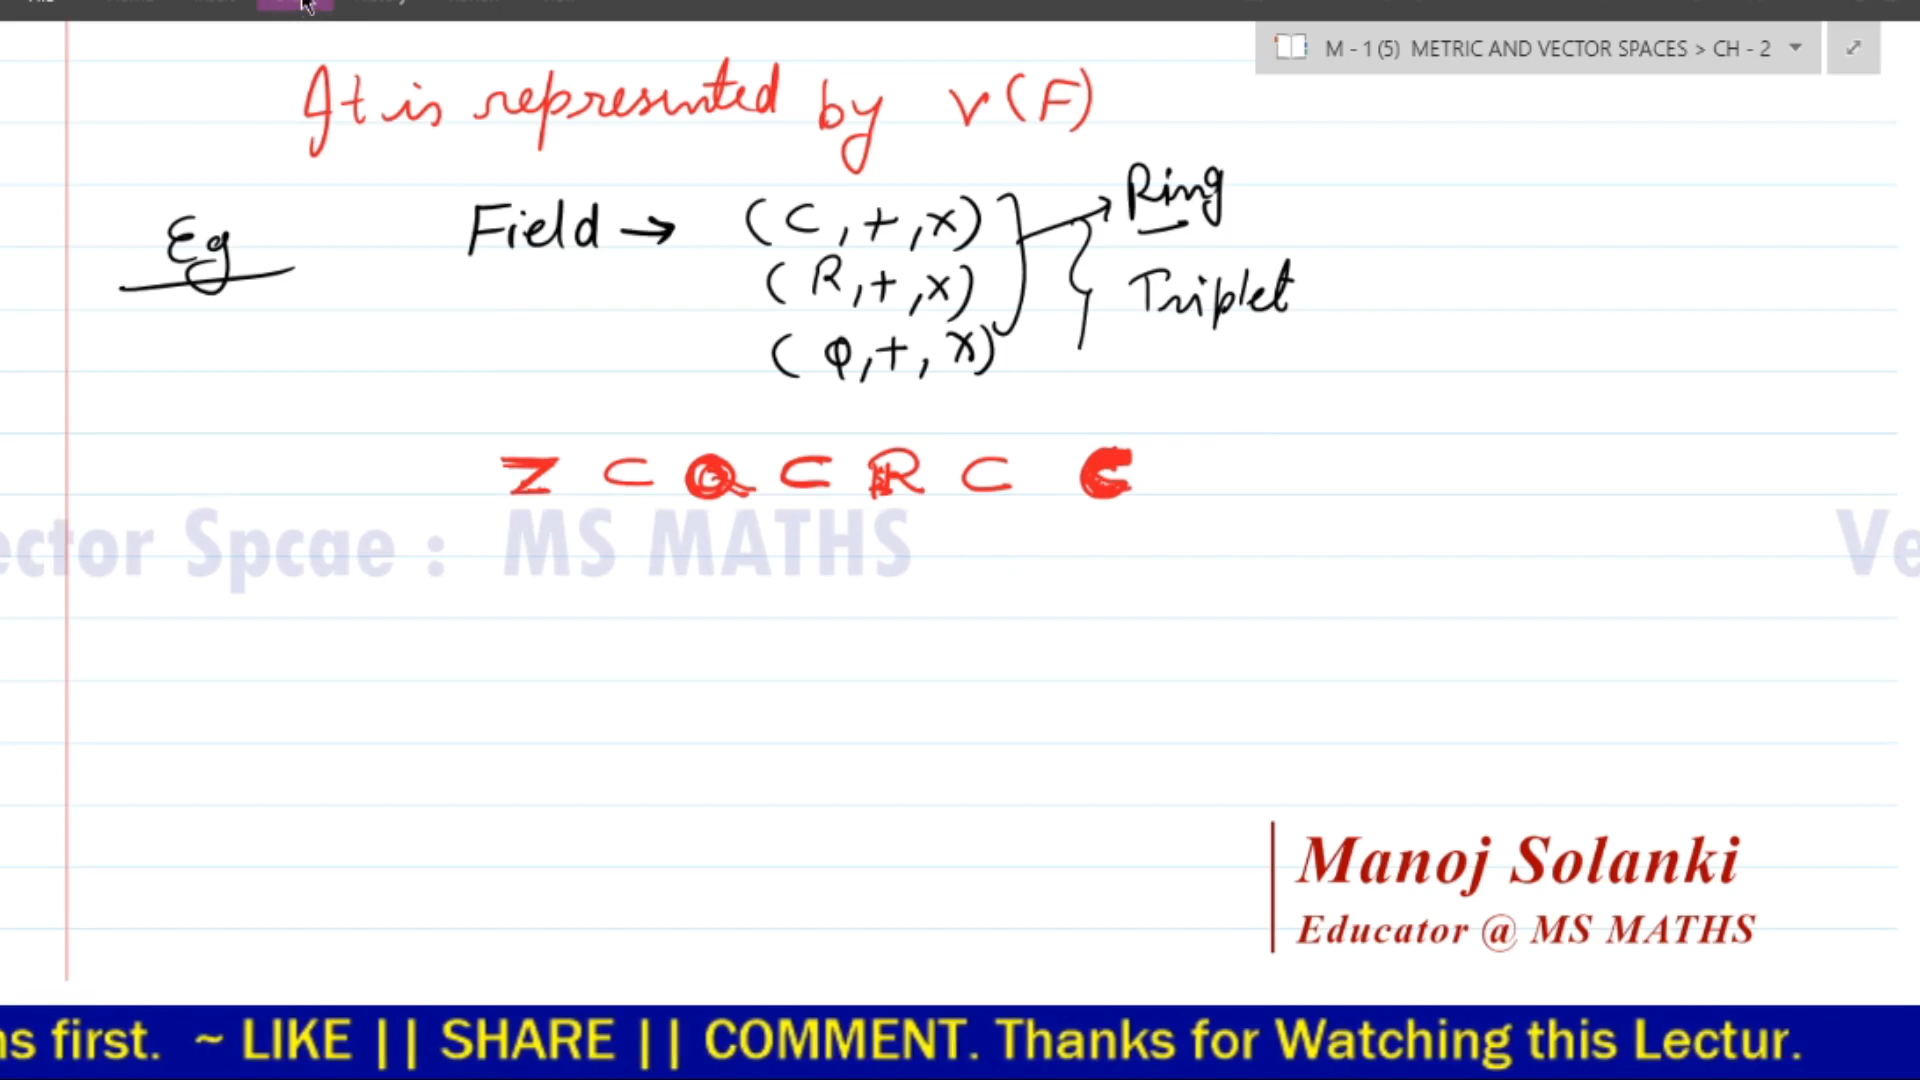 M - 1 (5) METRIC AND VECTOR SPACES > CH - 2
It is represented by v(F)
Eg Field → (C,+,x) Ring
(R,+,x) Triplet
(Q,+,x)
Z ⊂ Q ⊂ R ⊂ C
ector Spcae : MS MATHS Ve
Manoj Solanki
Educator @ MS MATHS
ns first. ~ LIKE || SHARE || COMMENT. Thanks for Watching this Lectur.